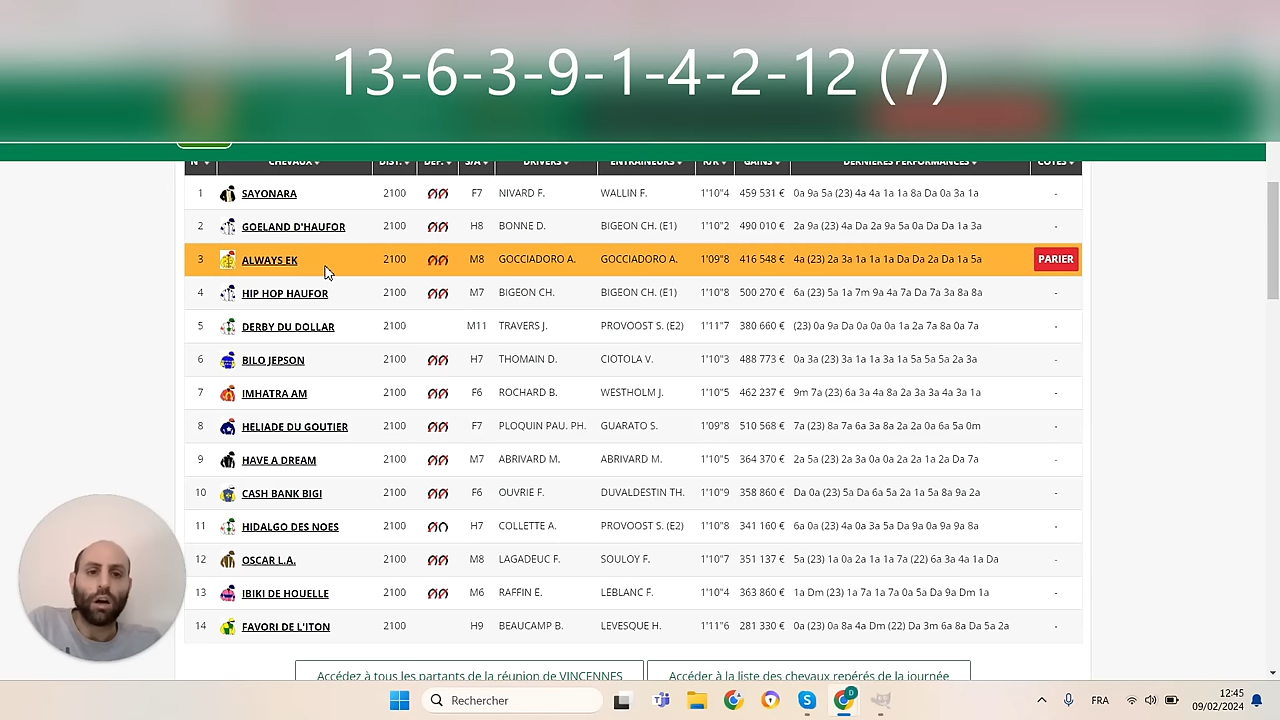 13-6-3-9-1-4-2-12 (7)
N° CHEVAUX DIST. DEF. S/A DRIVERS ENTRAÎNEURS R/K GAINS DERNIÈRES PERFORMANCES COTES
1 SAYONARA 2100 F7 NIVARD F. WALLIN F. 1'10"4 459 531 € 0a 9a 5a (23) 4a 4a 1a 1a 8a Da 0a 3a 1a -
2 GOELAND D'HAUFOR 2100 H8 BONNE D. BIGEON CH. (E1) 1'10"2 490 010 € 2a 9a (23) 4a Da 2a 9a 5a 0a Da Da 1a 3a -
3 ALWAYS EK 2100 M8 GOCCIADORO A. GOCCIADORO A. 1'09"8 416 548 € 4a (23) 2a 3a 1a 1a 1a Da Da 2a Da 1a 5a PARIER
4 HIP HOP HAUFOR 2100 M7 BIGEON CH. BIGEON CH. (E1) 1'10"8 500 270 € 6a (23) 5a 1a 7m 9a 4a 7a Da 7a 3a 8a 8a -
5 DERBY DU DOLLAR 2100 M11 TRAVERS J. PROVOOST S. (E2) 1'11"7 380 660 € (23) 0a 9a Da 0a 0a 0a 1a 2a 3a 8a 0a 7a -
6 BILO JEPSON 2100 H7 THOMAIN D. CIOTOLA V. 1'10"3 488 773 € 0a 3a (23) 3a 1a 1a 3a 1a 5a 5a 5a 2a 3a -
7 IMHATRA AM 2100 F6 ROCHARD B. WESTHOLM J. 1'10"5 462 237 € 9m 7a (23) 6a 3a 4a 8a 2a 3a 3a 4a 3a 1a -
8 HELIADE DU GOUTIER 2100 F7 PLOQUIN PAU. PH. GUARATO S. 1'09"8 510 568 € 7a (23) 8a 7a 6a 3a 8a 2a 2a 0a 6a 5a 0m -
9 HAVE A DREAM 2100 M7 ABRIVARD M. ABRIVARD M. 1'10"5 364 370 € 2a 5a (23) 2a 3a 0a 0a 2a 2a 1a 2a Da 7a -
10 CASH BANK BIGI 2100 F6 OUVRIE F. DUVALDESTIN TH. 1'10"9 358 860 € Da 0a (23) 5a Da 6a 5a 2a 1a 5a 8a 9a 2a -
11 HIDALGO DES NOES 2100 H7 COLLETTE A. PROVOOST S. (E2) 1'10"8 341 160 € 6a 0a (23) 4a 0a 3a 5a Da 9a 0a 9a 9a 8a -
12 OSCAR L.A. 2100 M8 LAGADEUC F. SOULOY F. 1'10"7 351 137 € 5a (23) 1a 0a 2a 1a 1a 7a (22) 6a 3a 4a 1a Da -
13 IBIKI DE HOUELLE 2100 M6 RAFFIN E. LEBLANC F. 1'10"4 363 860 € 1a Dm (23) 1a 7a 1a 7a 0a 5a Da 9a Dm 1a -
14 FAVORI DE L'ITON 2100 H9 BEAUCAMP B. LEVESQUE H. 1'11"6 281 330 € 0a (23) 0a 8a 4a Dm (22) Da 3m 6a 8a Da 5a 2a -
Accédez à tous les partants de la réunion de VINCENNES Accéder à la liste des chevaux repérés de la journée
Rechercher FRA 12:45
09/02/2024